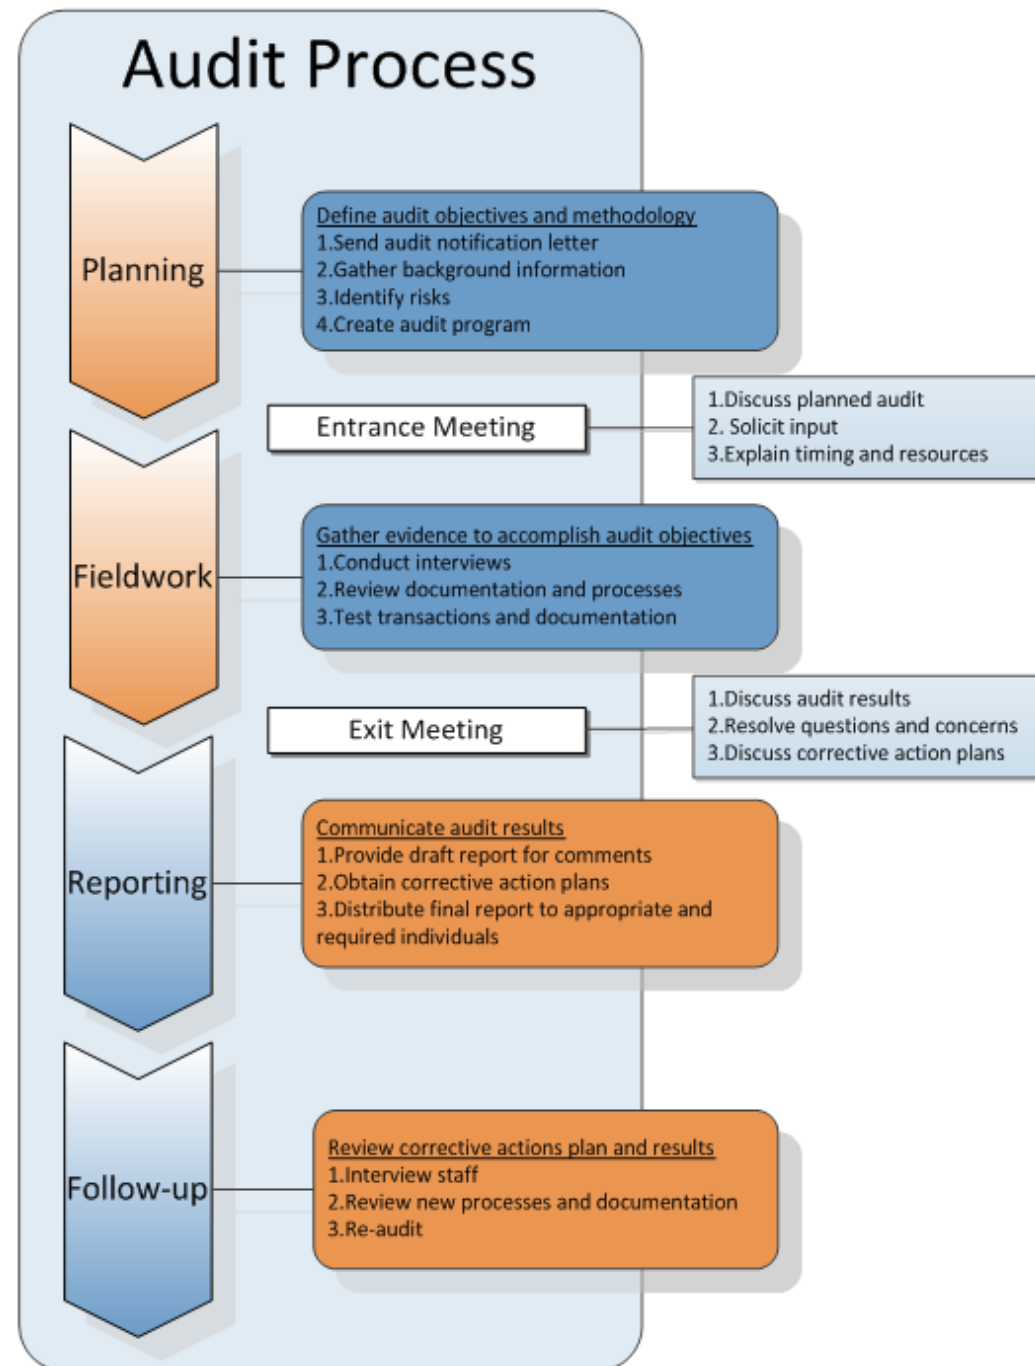 Audit Process
Planning
Define audit objectives and methodology
1.Send audit notification letter
2.Gather background information
3.Identify risks
4.Create audit program
Entrance Meeting
1.Discuss planned audit
2. Solicit input
3.Explain timing and resources
Fieldwork
Gather evidence to accomplish audit objectives
1.Conduct interviews
2.Review documentation and processes
3.Test transactions and documentation
Exit Meeting
1.Discuss audit results
2.Resolve questions and concerns
3.Discuss corrective action plans
Reporting
Communicate audit results
1.Provide draft report for comments
2.Obtain corrective action plans
3.Distribute final report to appropriate and
required individuals
Follow-up
Review corrective actions plan and results
1.Interview staff
2.Review new processes and documentation
3.Re-audit